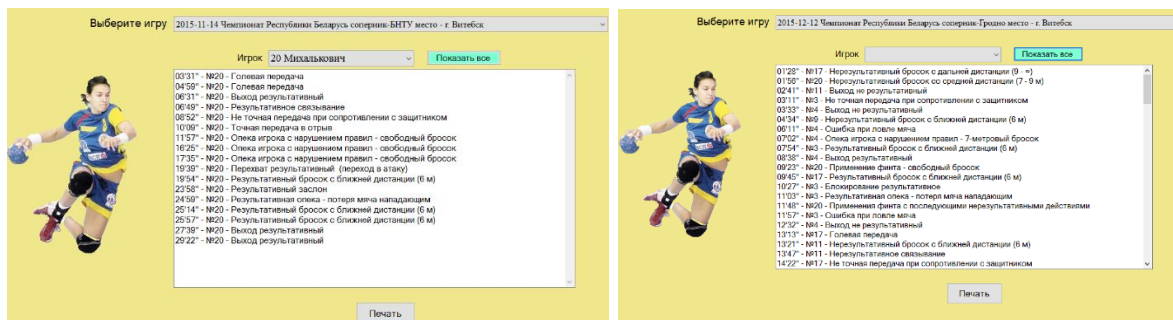 Выберите игру 2015-11-14 Чемпионат Республики Беларусь соперник-БНТУ место - г. Витебск
Игрок 20 Михалькович Показать все
03'31" - №20 - Голевая передача
04'59" - №20 - Голевая передача
06'31" - №20 - Выход результативный
06'49" - №20 - Результативное связывание
08'52" - №20 - Не точная передача при сопротивлении с защитником
10'09" - №20 - Точная передача в отрыв
11'57" - №20 - Опека игрока с нарушением правил - свободный бросок
16'25" - №20 - Опека игрока с нарушением правил - свободный бросок
17'35" - №20 - Опека игрока с нарушением правил - свободный бросок
19'39" - №20 - Перехват результативный (переход в атаку)
19'54" - №20 - Результативный бросок с ближней дистанции (6 м)
23'58" - №20 - Результативный заслон
24'59" - №20 - Результативная опека - потеря мяча нападающим
25'14" - №20 - Результативный бросок с ближней дистанции (6 м)
25'57" - №20 - Результативный бросок с ближней дистанции (6 м)
27'39" - №20 - Выход результативный
29'22" - №20 - Выход результативный
Печать
Выберите игру 2015-12-12 Чемпионат Республики Беларусь соперник-Гродно место - г. Витебск
Игрок Показать все
01'28" - №17 - Нерезультативный бросок с дальней дистанции (9 - ∞)
01'56" - №20 - Нерезультативный бросок со средней дистанции (7 - 9 м)
02'41" - №11 - Выход не результативный
03'11" - №3 - Не точная передача при сопротивлении с защитником
03'33" - №4 - Выход не результативный
04'34" - №9 - Нерезультативный бросок с ближней дистанции (6 м)
06'11" - №4 - Ошибка при ловле мяча
07'02" - №4 - Опека игрока с нарушением правил - 7-метровый бросок
07'54" - №3 - Результативный бросок с ближней дистанции (6 м)
08'38" - №4 - Выход результативный
09'23" - №20 - Применение финта - свободный бросок
09'45" - №17 - Результативный бросок с ближней дистанции (6 м)
10'27" - №3 - Блокирование результативное
11'03" - №3 - Результативная опека - потеря мяча нападающим
11'48" - №20 - Применения финта с последующими нерезультативными действиями
11'57" - №3 - Ошибка при ловле мяча
12'32" - №4 - Выход не результативный
13'13" - №17 - Голевая передача
13'21" - №11 - Нерезультативный бросок с ближней дистанции (6 м)
13'47" - №11 - Нерезультативное связывание
14'22" - №17 - Не точная передача при сопротивлении с защитником
Печать